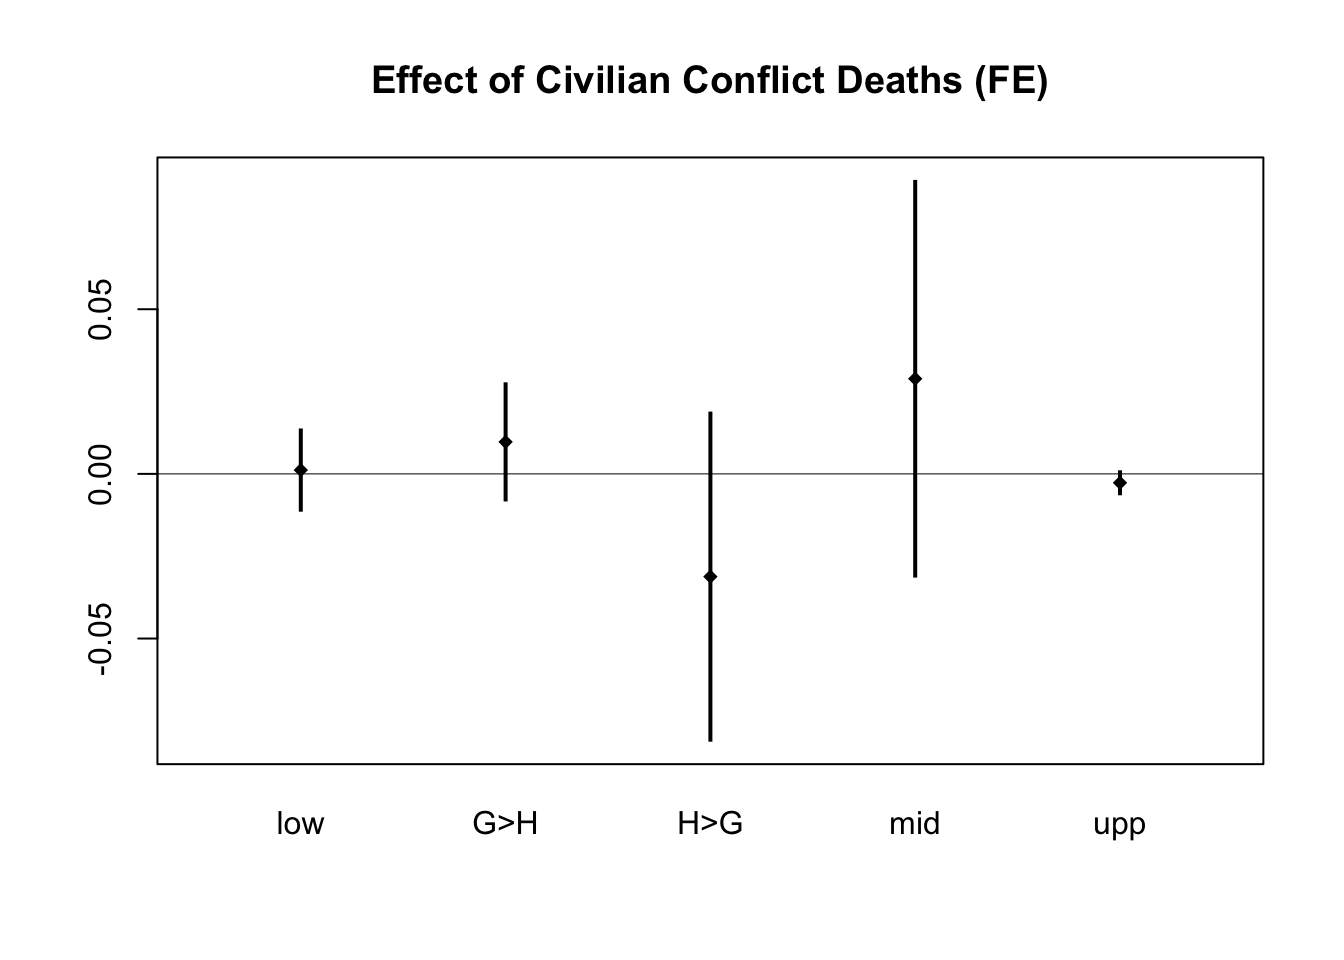 Effect of Civilian Conflict Deaths (FE)
0.05
0.00
-0.05
low G>H H>G mid upp